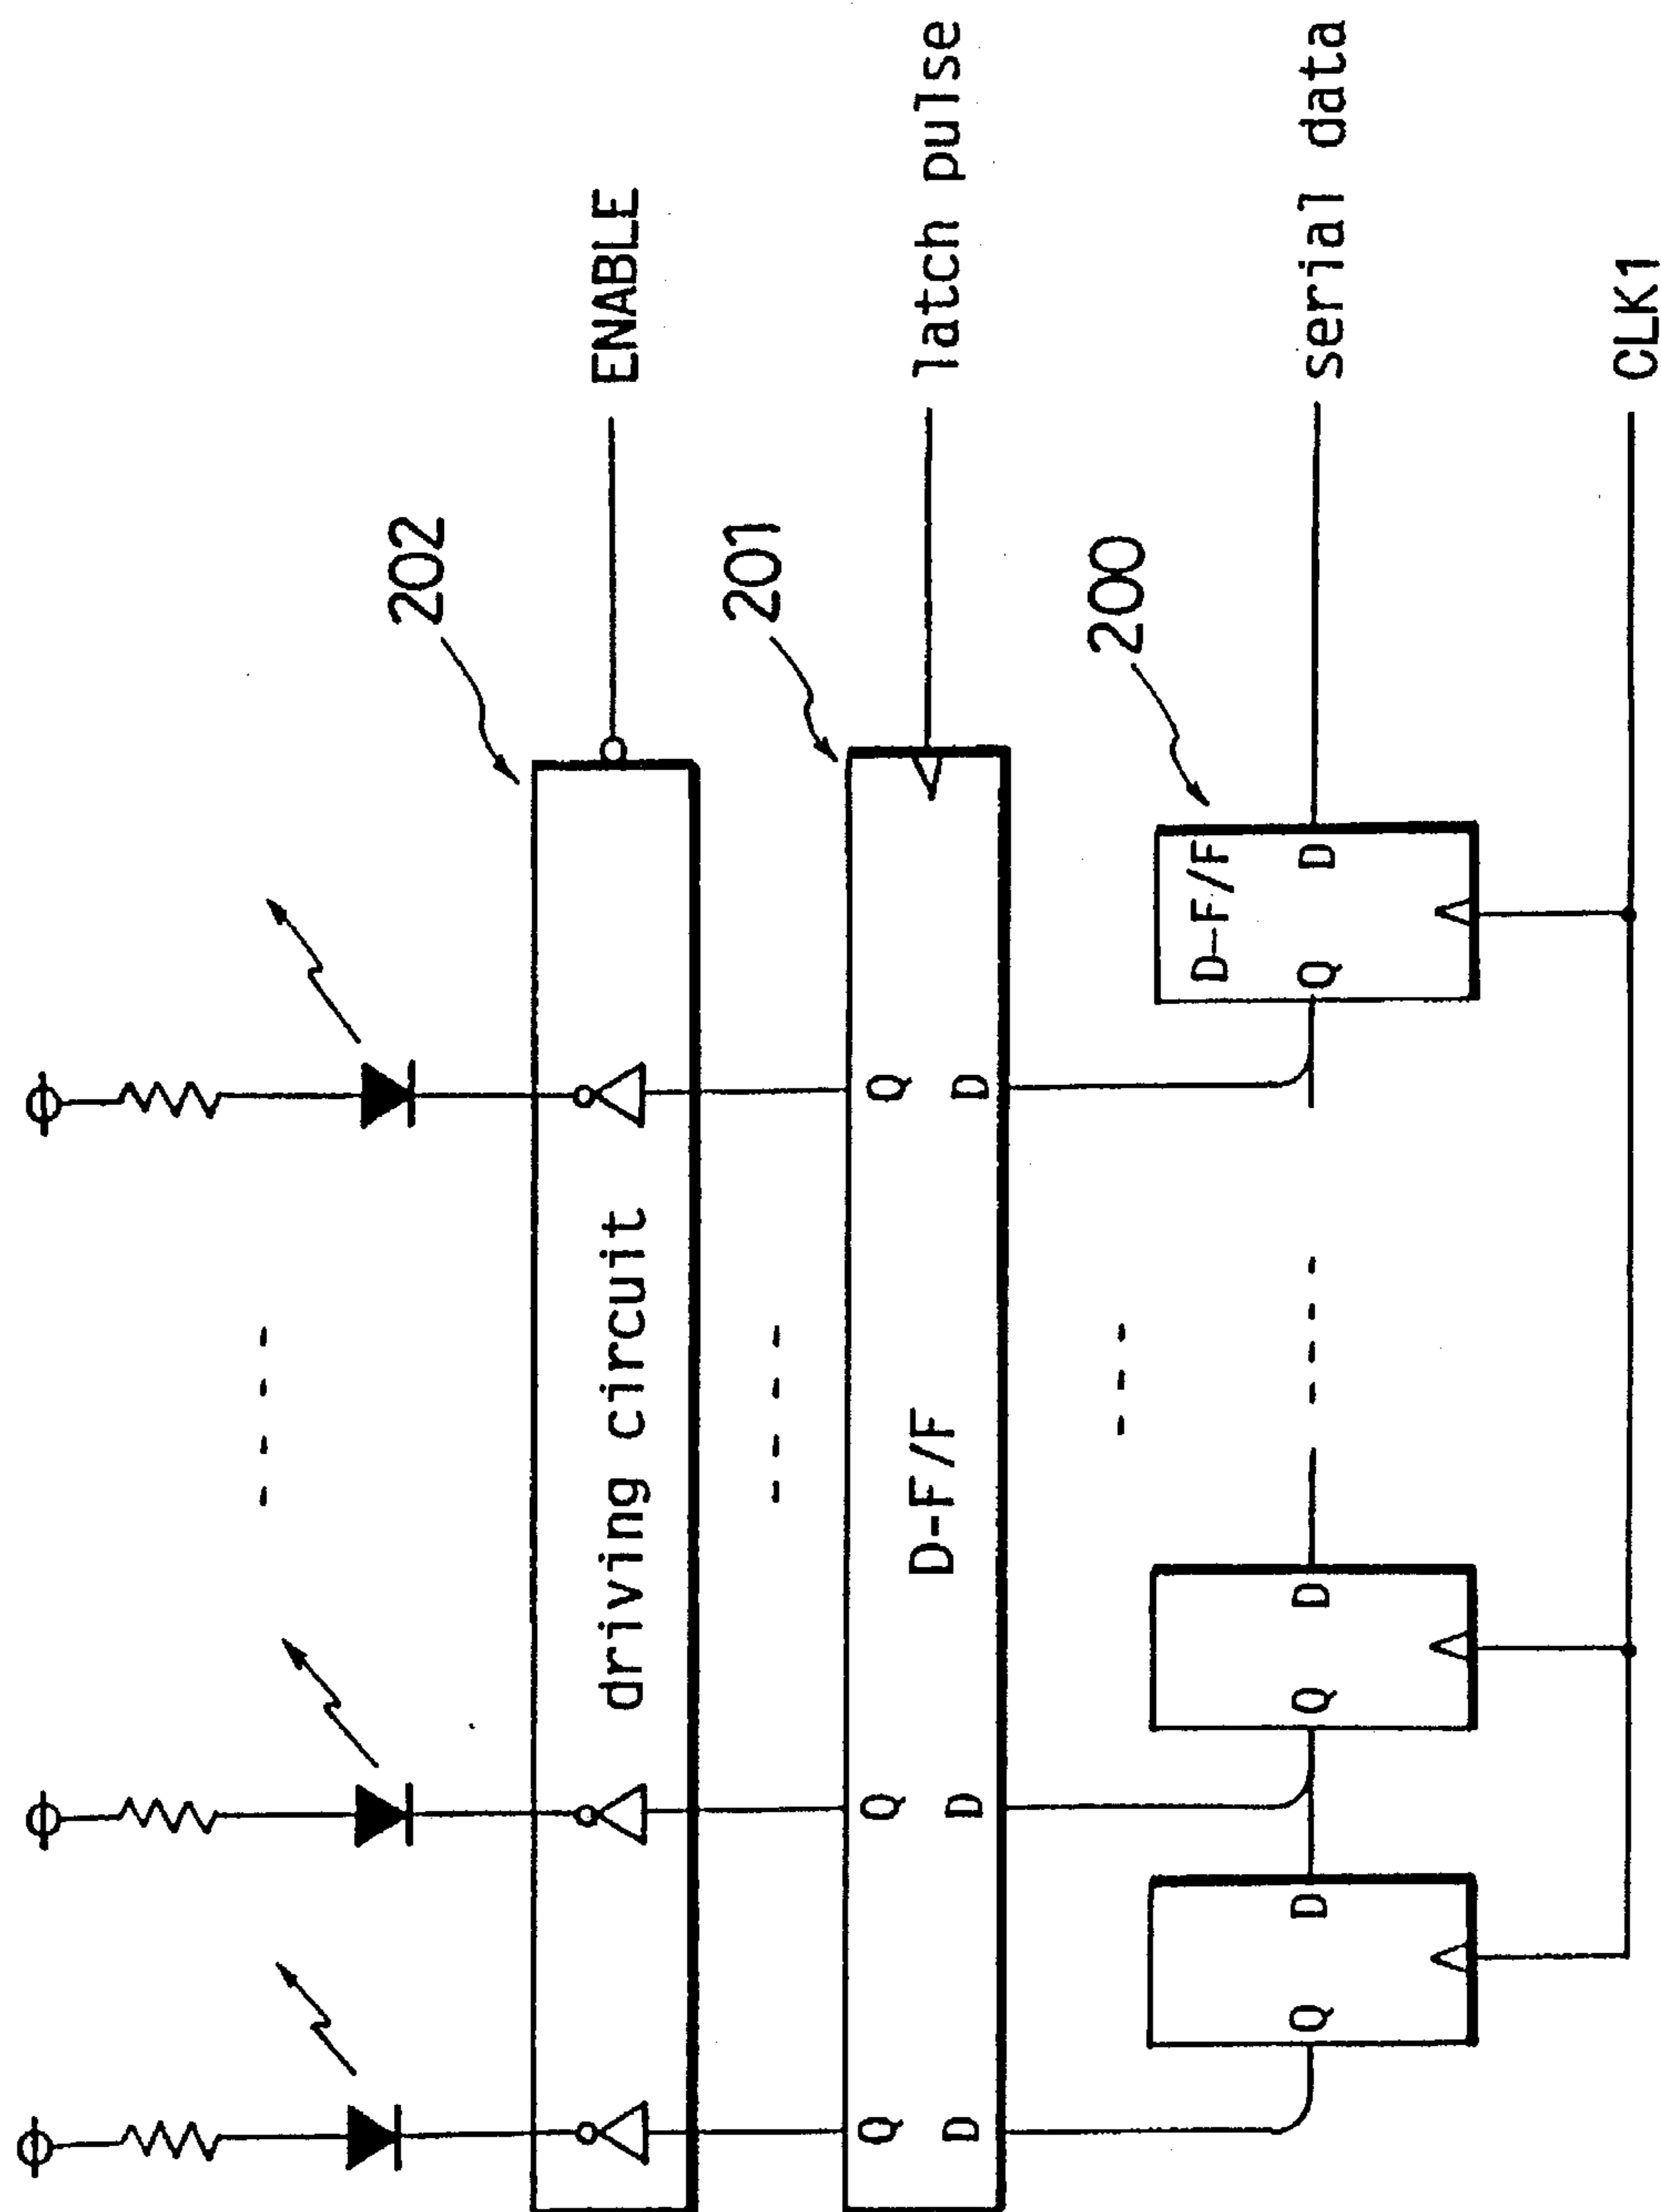 ENABLE
202
driving circuit
latch pulse
201
Q
Q
Q
D-F/F
D
D
D
serial data
200
D-F/F
Q
D
Q
D
Q
D
CLK1